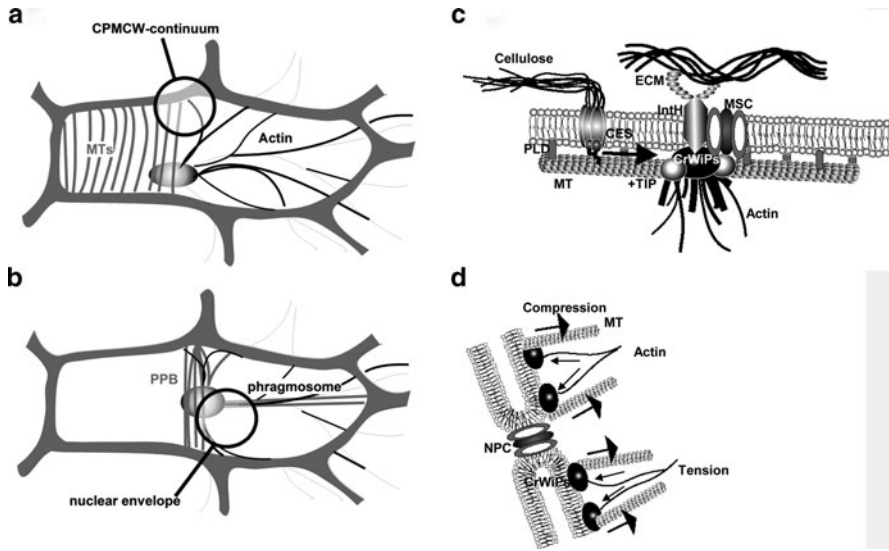 a
CPMCW-continuum
MTs
Actin
b
PPB
phragmosome
nuclear envelope
c
Cellulose
ECM
IntH
MSC
CES
PLD
CrWiPs
MT
+TIP
Actin
d
Compression
MT
Actin
NPC
CrWiPs
Tension